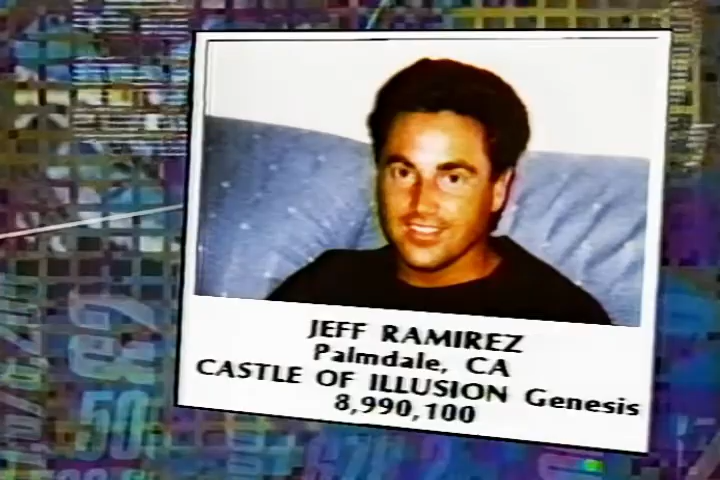 JEFF RAMIREZ
Palmdale, CA
CASTLE OF ILLUSION Genesis
8,990,100